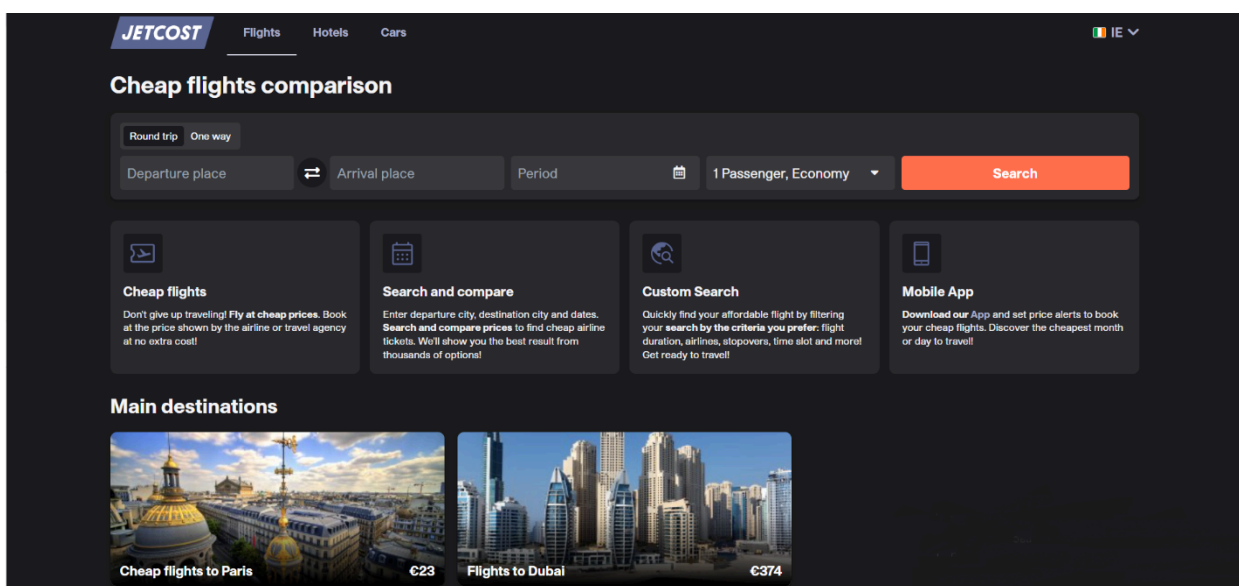 JETCOST
Flights
Hotels
Cars
IE
Cheap flights comparison
Round trip
One way
Departure place
Arrival place
Period
1 Passenger, Economy
Search
Cheap flights
Don't give up traveling! Fly at cheap prices. Book
at the price shown by the airline or travel agency
at no extra cost!
Search and compare
Enter departure city, destination city and dates.
Search and compare prices to find cheap airline
tickets. We'll show you the best result from
thousands of options!
Custom Search
Quickly find your affordable flight by filtering
your search by the criteria you prefer: flight
duration, airlines, stopovers, time slot and more!
Get ready to travel!
Mobile App
Download our App and set price alerts to book
your cheap flights. Discover the cheapest month
or day to travel!
Main destinations
Cheap flights to Paris
€23
Flights to Dubai
€374